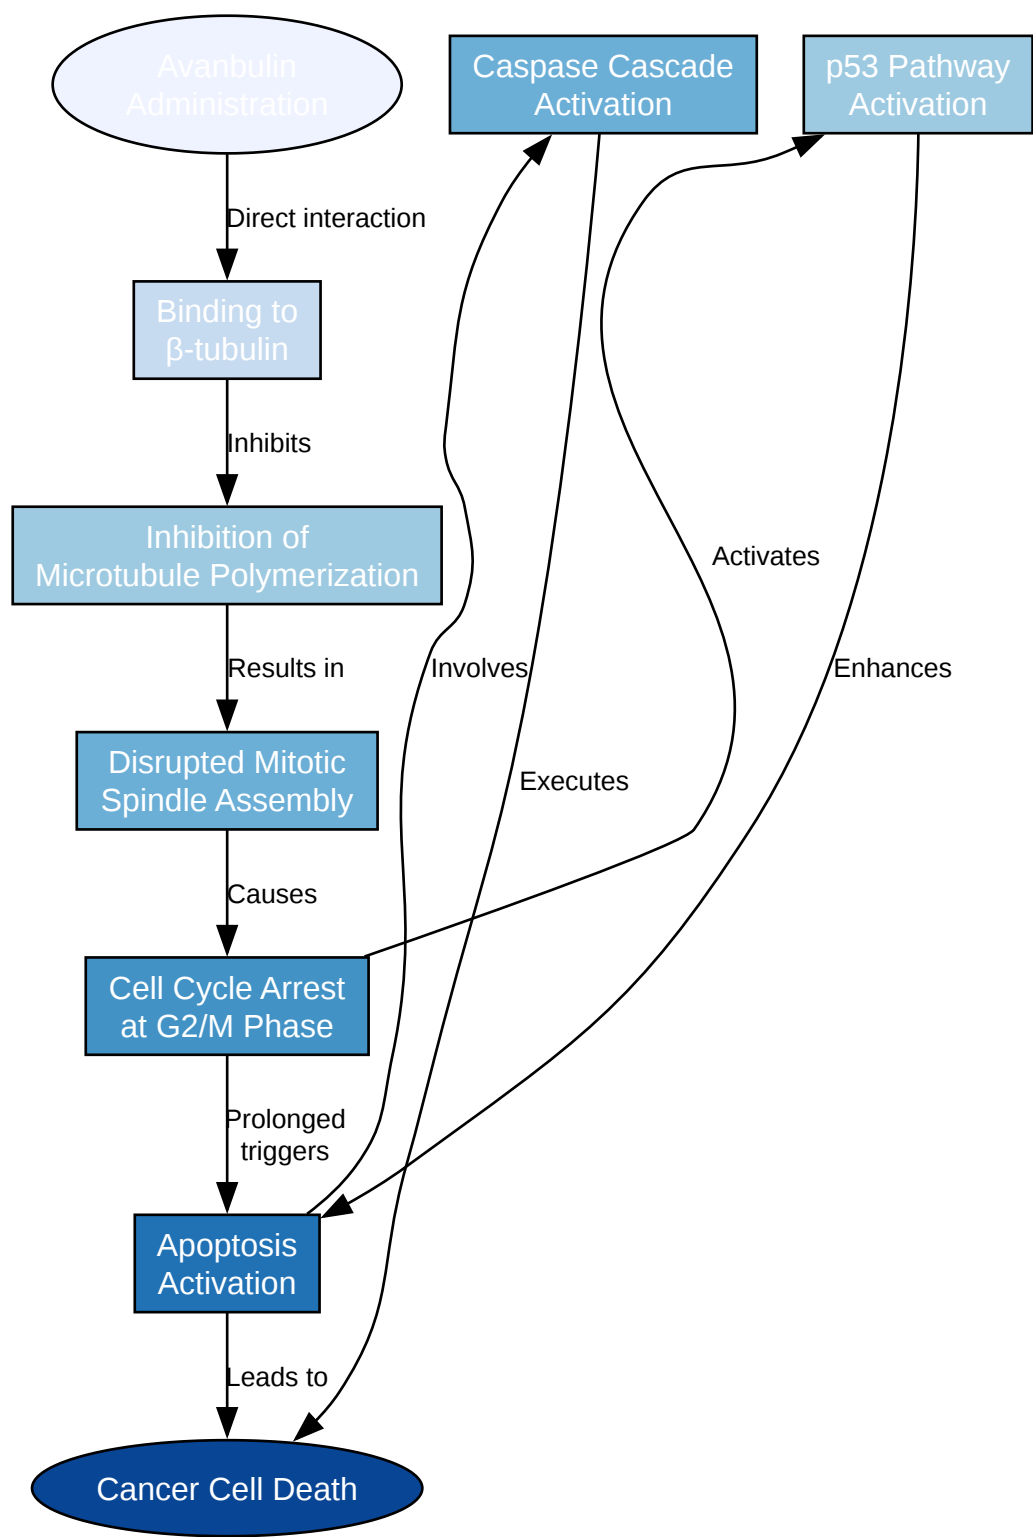 Avanbulin
Administration
Caspase Cascade
Activation
p53 Pathway
Activation
Direct interaction
Binding to
β-tubulin
Inhibits
Inhibition of
Microtubule Polymerization
Activates
Results in
Involves
Enhances
Disrupted Mitotic
Spindle Assembly
Executes
Causes
Cell Cycle Arrest
at G2/M Phase
Prolonged
triggers
Apoptosis
Activation
Leads to
Cancer Cell Death